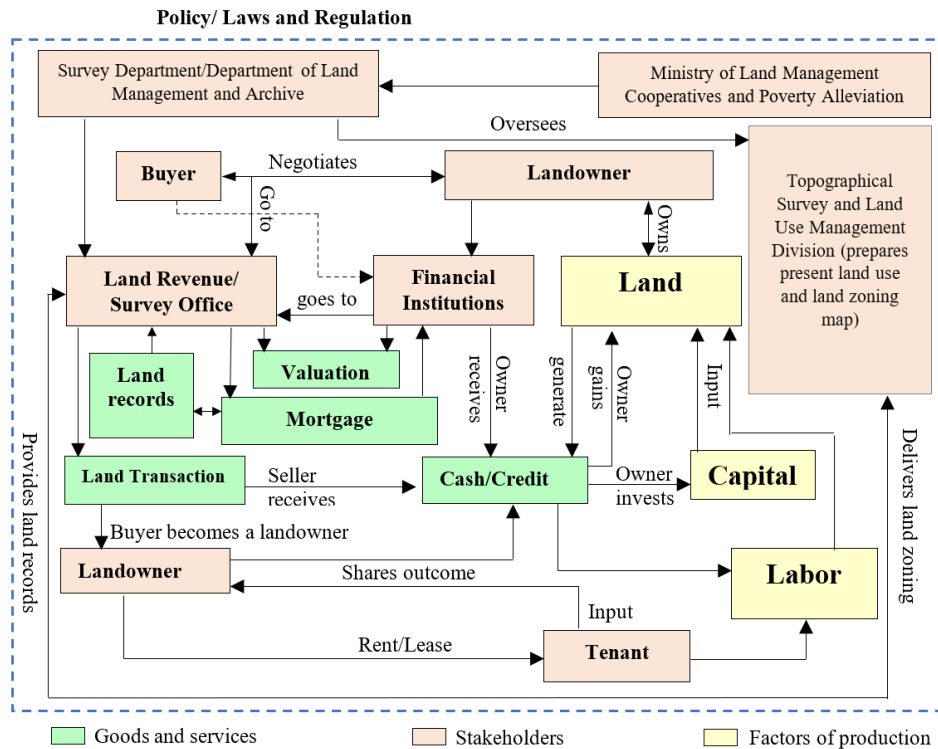 Policy/ Laws and Regulation
Survey Department/Department of Land
Management and Archive
Ministry of Land Management
Cooperatives and Poverty Alleviation
Oversees
Buyer
Negotiates
Landowner
Topographical
Survey and Land
Use Management
Division (prepares
present land use
and land zoning
map)
Go to
Owns
Land Revenue/
Survey Office
goes to
Financial
Institutions
Land
Land
records
Valuation
Mortgage
Owner
receives
generate
Owner
gains
Input
Land Transaction
Seller
receives
Cash/Credit
Owner
invests
Capital
Provides land records
Delivers land zoning
Buyer becomes a landowner
Landowner
Shares outcome
Labor
Input
Rent/Lease
Tenant
Goods and services
Stakeholders
Factors of production